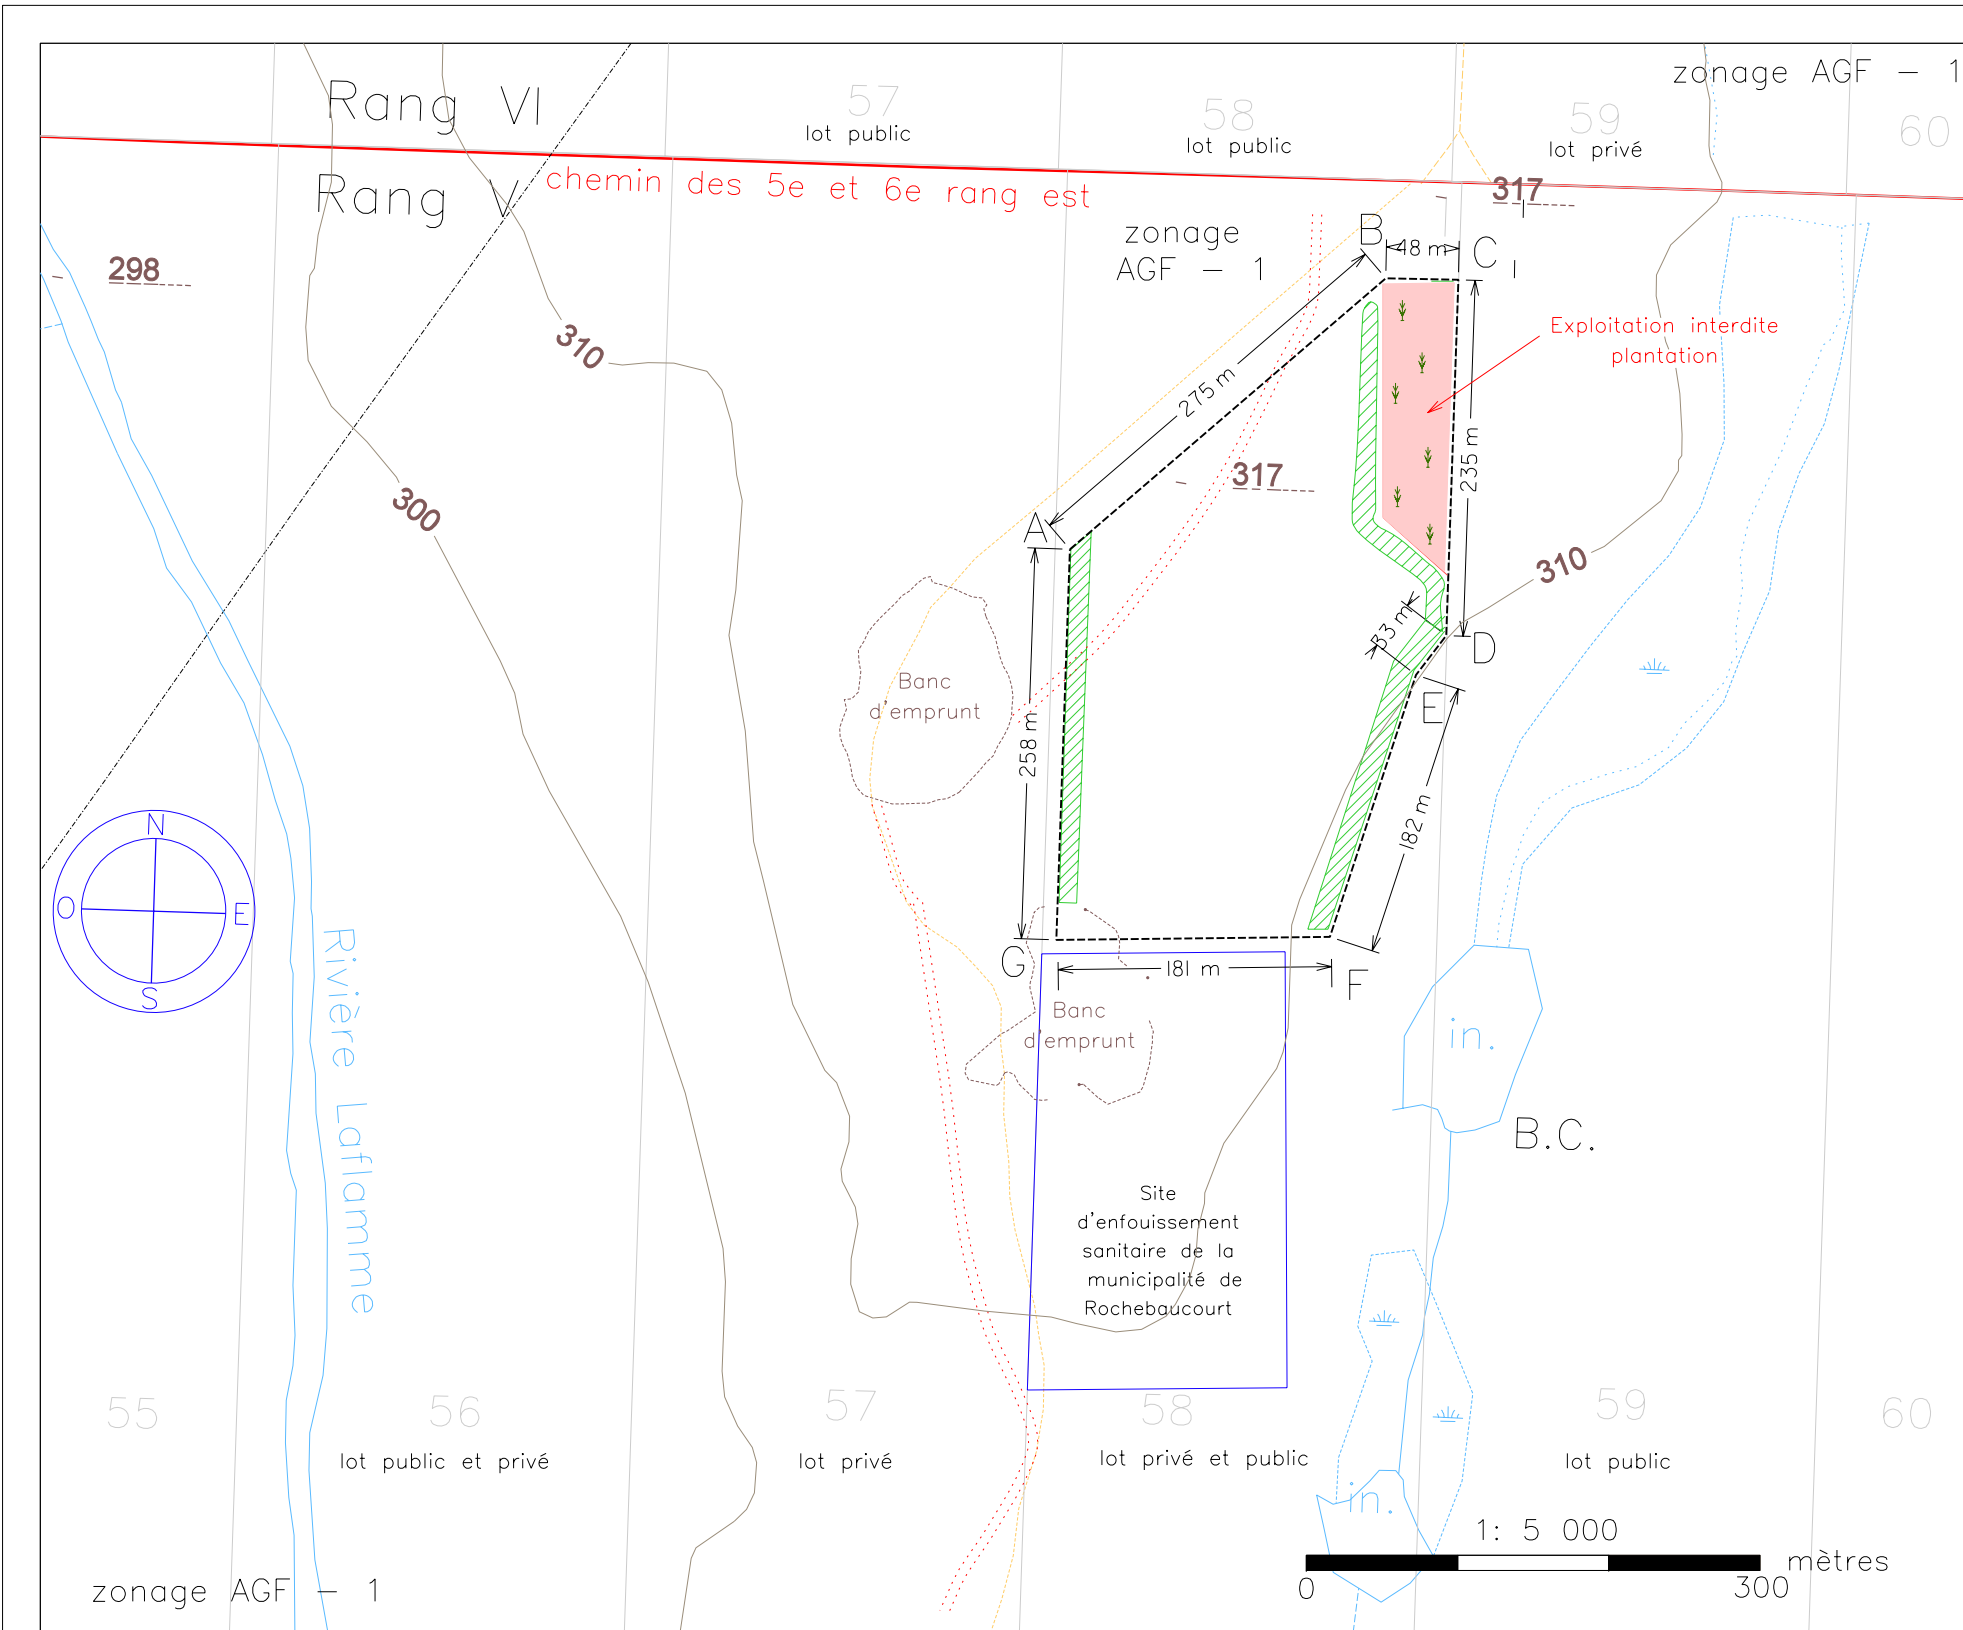 zonage AGF - 1
Rang VI
57
lot public
58
lot public
59
lot privé
60
Rang V
chemin des 5e et 6e rang est
317
298
zonage
AGF - 1
B
48 m
C
310
Exploitation interdite
plantation
275 m
235 m
317
300
A
310
33 m
D
Banc
d'emprunt
E
258 m
182 m
N
O
E
S
G
181 m
F
Rivière Laflamme
Banc
d'emprunt
in.
B.C.
Site
d'enfouissement
sanitaire de la
municipalité de
Rochebaucourt
55
56
57
58
59
60
lot public et privé
lot privé
lot privé et public
lot public
in.
1: 5 000
mètres
0
300
zonage AGF - 1